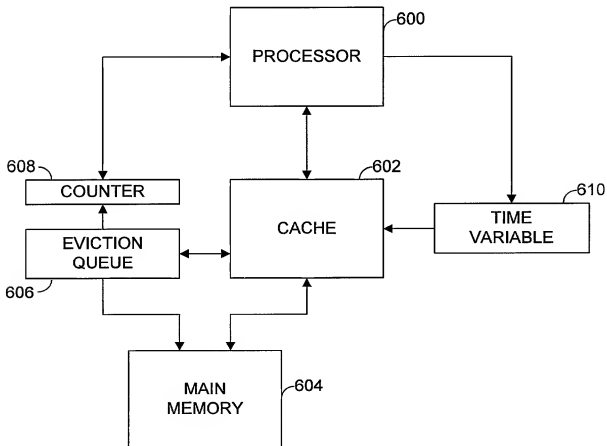 600
PROCESSOR
608
602
COUNTER
610
TIME
VARIABLE
CACHE
EVICTION
QUEUE
606
MAIN
MEMORY
604